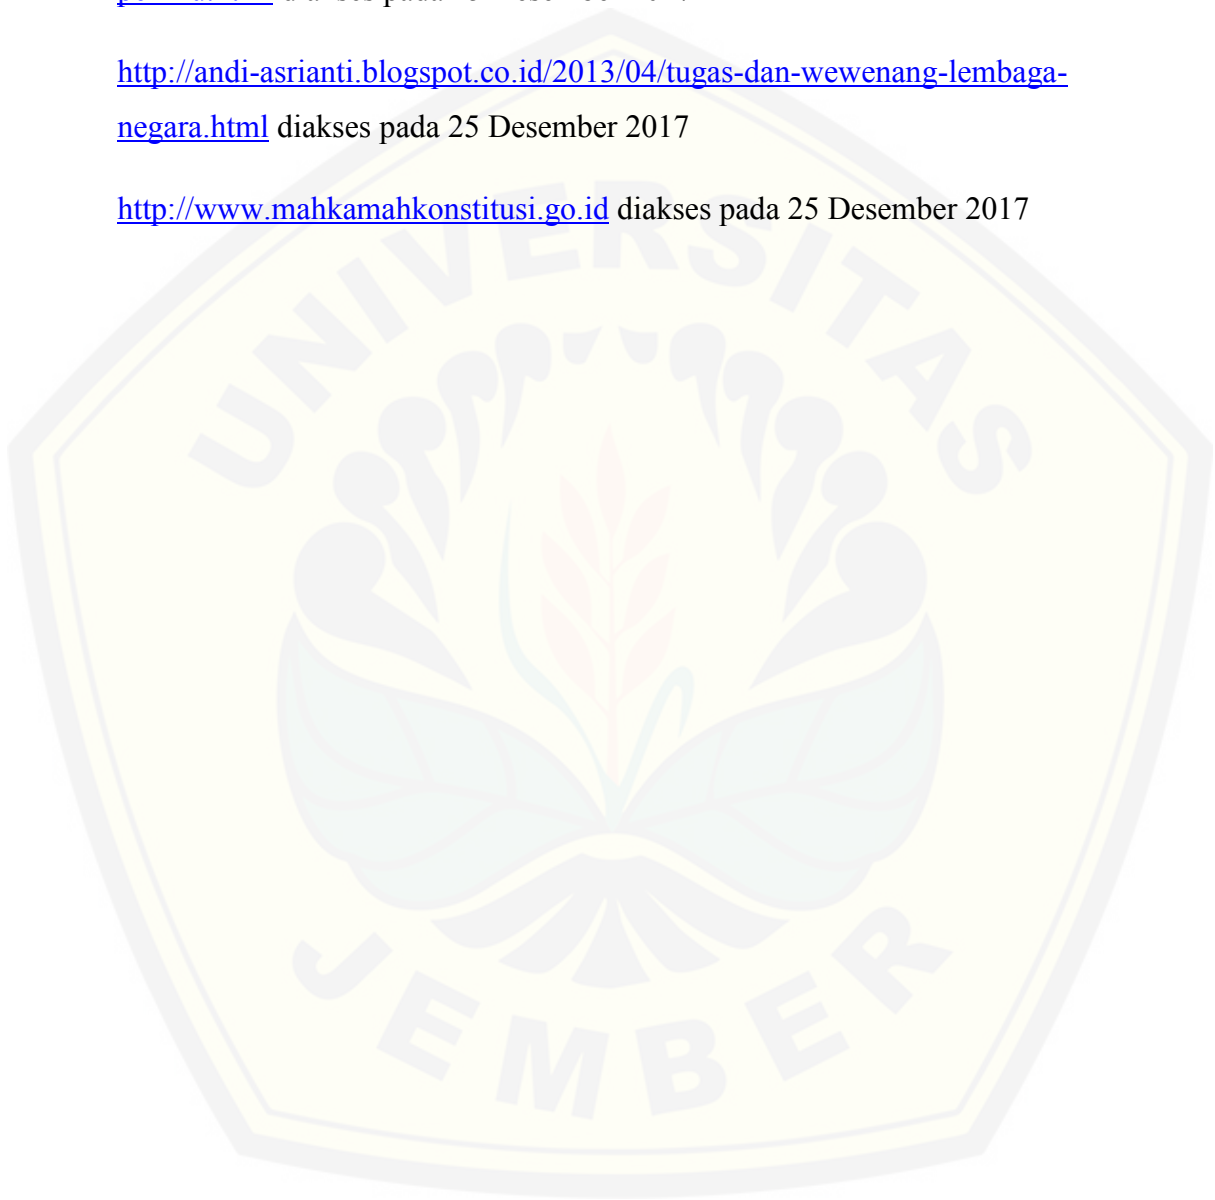 http://andi-asrianti.blogspot.co.id/2013/04/tugas-dan-wewenang-lembaga-
negara.html diakses pada 25 Desember 2017
http://www.mahkamahkonstitusi.go.id diakses pada 25 Desember 2017
UNIVERSITAS
JEMBER